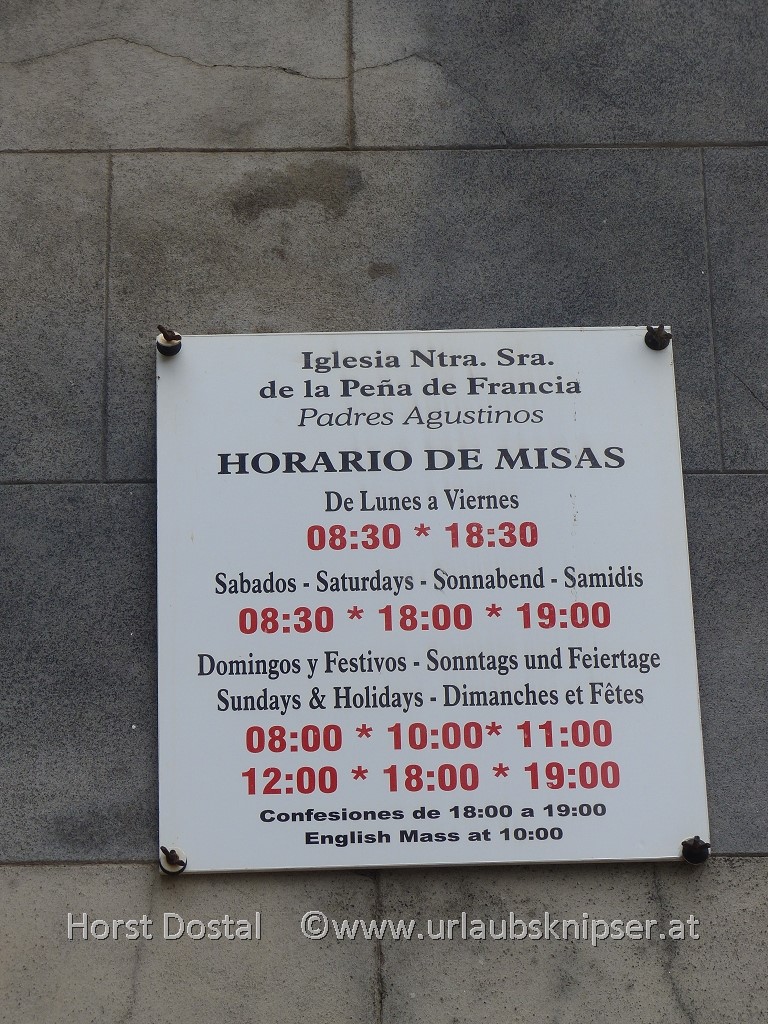 Iglesia Ntra. Sra.
de la Peña de Francia
Padres Agustinos
HORARIO DE MISAS
De Lunes a Viernes
08:30 * 18:30
Sabados - Saturdays - Sonnabend - Samidis
08:30 * 18:00 * 19:00
Domingos y Festivos - Sonntags und Feiertage
Sundays & Holidays - Dimanches et Fêtes
08:00 * 10:00* 11:00
12:00 * 18:00 * 19:00
Confesiones de 18:00 a 19:00
English Mass at 10:00
Horst Dostal ©www.urlaubsknipser.at